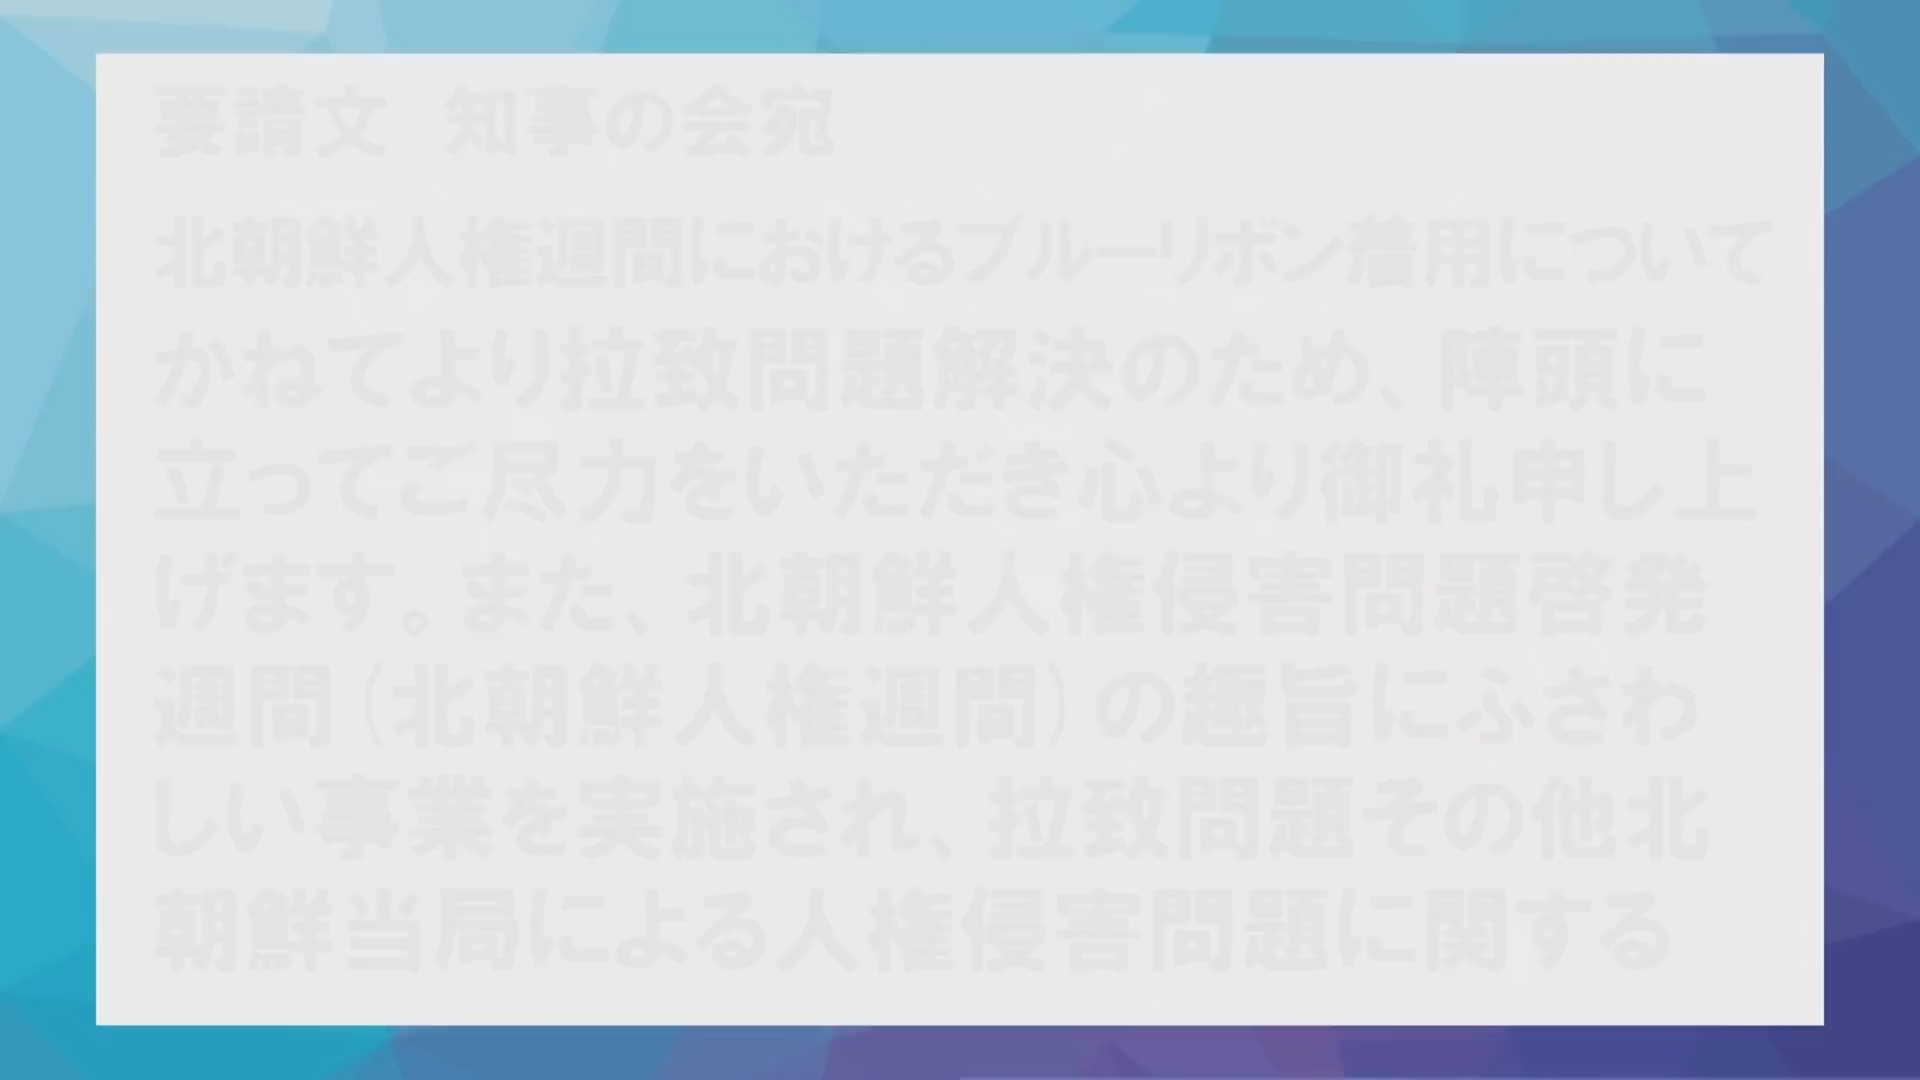 要請文　知事の会宛
北朝鮮人権週間におけるブルーリボン着用について
かねてより拉致問題解決のため、陣頭に
立ってご尽力をいただき心より御礼申し上
げます。また、北朝鮮人権侵害問題啓発
週間(北朝鮮人権週間)の趣旨にふさわ
しい事業を実施され、拉致問題その他北
朝鮮当局による人権侵害問題に関する